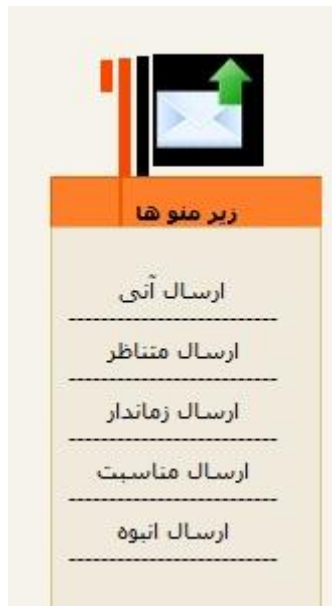 زیر منو ها
ارسال آنی
ارسال متناظر
ارسال زماندار
ارسال مناسبت
ارسال انبوه